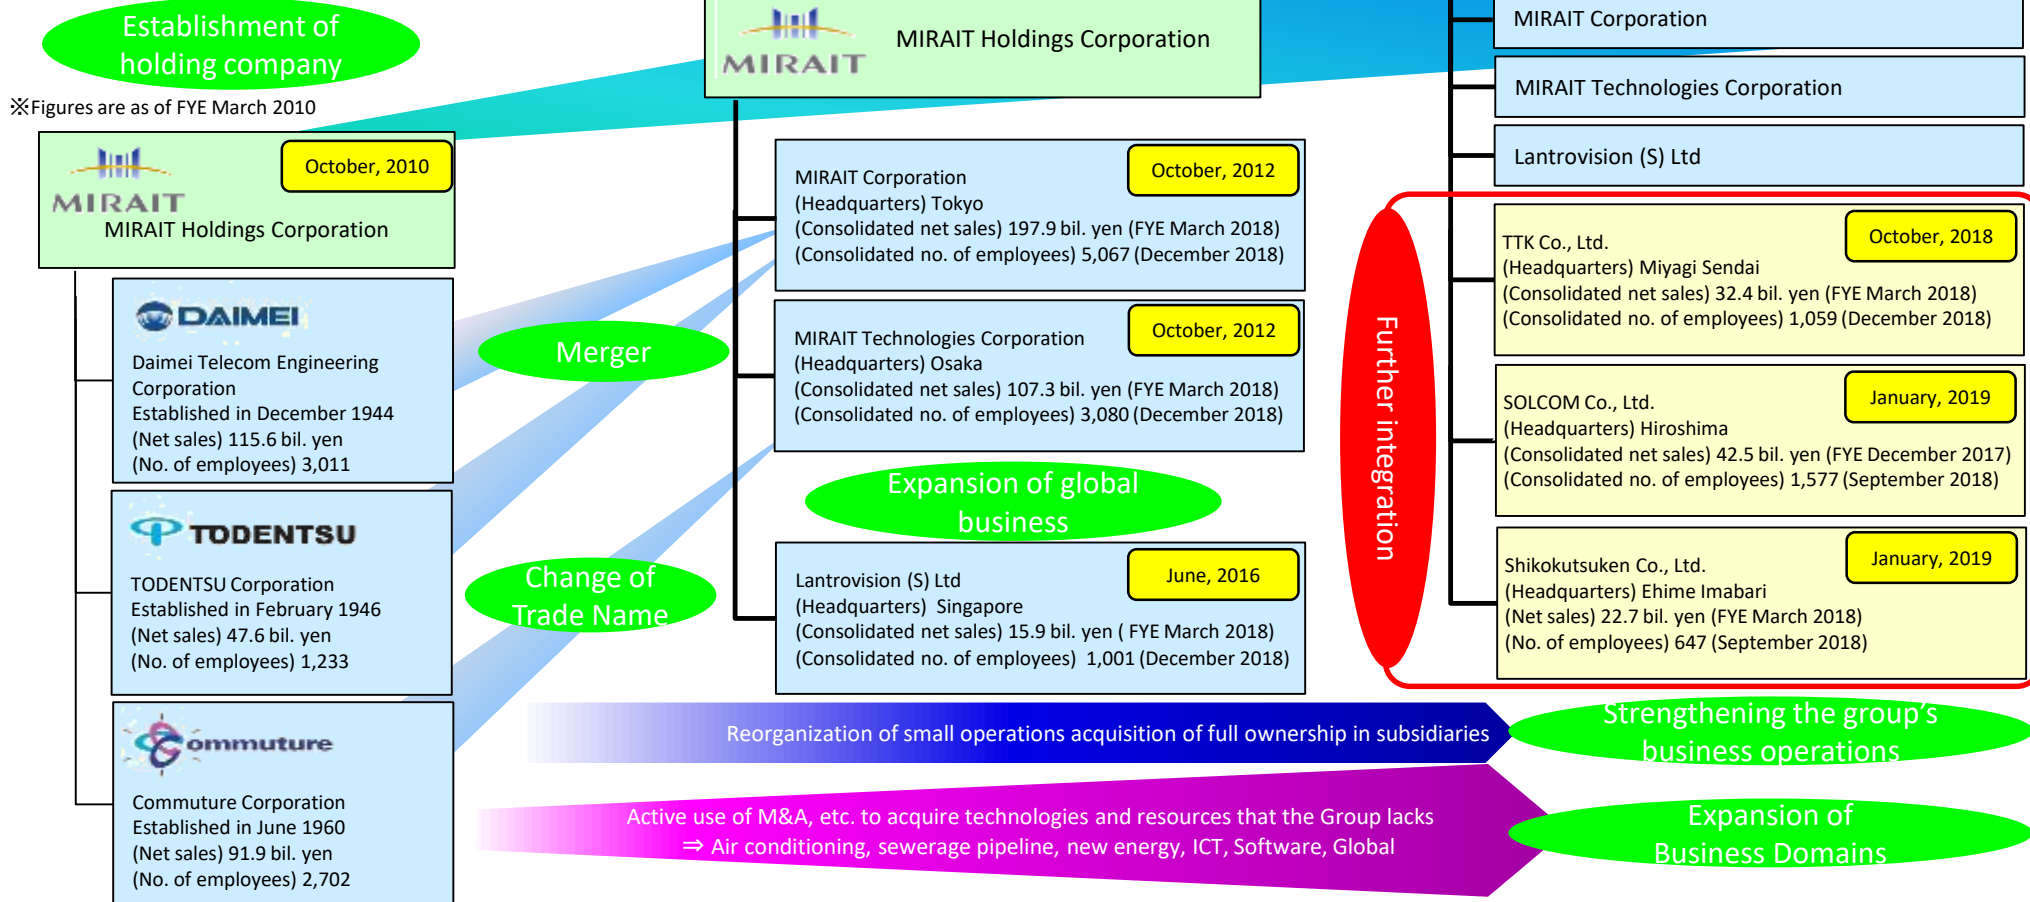 Establishment of
holding company
※Figures are as of FYE March 2010
MIRAIT
October, 2010
MIRAIT Holdings Corporation
DAIMEI
Daimei Telecom Engineering
Corporation
Established in December 1944
(Net sales) 115.6 bil. yen
(No. of employees) 3,011
TODENTSU
TODENTSU Corporation
Established in February 1946
(Net sales) 47.6 bil. yen
(No. of employees) 1,233
Commuture
Commuture Corporation
Established in June 1960
(Net sales) 91.9 bil. yen
(No. of employees) 2,702
Merger
Change of
Trade Name
MIRAIT
MIRAIT Holdings Corporation
October, 2012
MIRAIT Corporation
(Headquarters) Tokyo
(Consolidated net sales) 197.9 bil. yen (FYE March 2018)
(Consolidated no. of employees) 5,067 (December 2018)
October, 2012
MIRAIT Technologies Corporation
(Headquarters) Osaka
(Consolidated net sales) 107.3 bil. yen (FYE March 2018)
(Consolidated no. of employees) 3,080 (December 2018)
Expansion of global
business
June, 2016
Lantrovision (S) Ltd
(Headquarters) Singapore
(Consolidated net sales) 15.9 bil. yen ( FYE March 2018)
(Consolidated no. of employees) 1,001 (December 2018)
MIRAIT Corporation
MIRAIT Technologies Corporation
Lantrovision (S) Ltd
Further integration
October, 2018
TTK Co., Ltd.
(Headquarters) Miyagi Sendai
(Consolidated net sales) 32.4 bil. yen (FYE March 2018)
(Consolidated no. of employees) 1,059 (December 2018)
January, 2019
SOLCOM Co., Ltd.
(Headquarters) Hiroshima
(Consolidated net sales) 42.5 bil. yen (FYE December 2017)
(Consolidated no. of employees) 1,577 (September 2018)
January, 2019
Shikokutsuken Co., Ltd.
(Headquarters) Ehime Imabari
(Net sales) 22.7 bil. yen (FYE March 2018)
(No. of employees) 647 (September 2018)
Reorganization of small operations acquisition of full ownership in subsidiaries
Strengthening the group's
business operations
Active use of M&A, etc. to acquire technologies and resources that the Group lacks
⇒ Air conditioning, sewerage pipeline, new energy, ICT, Software, Global
Expansion of
Business Domains